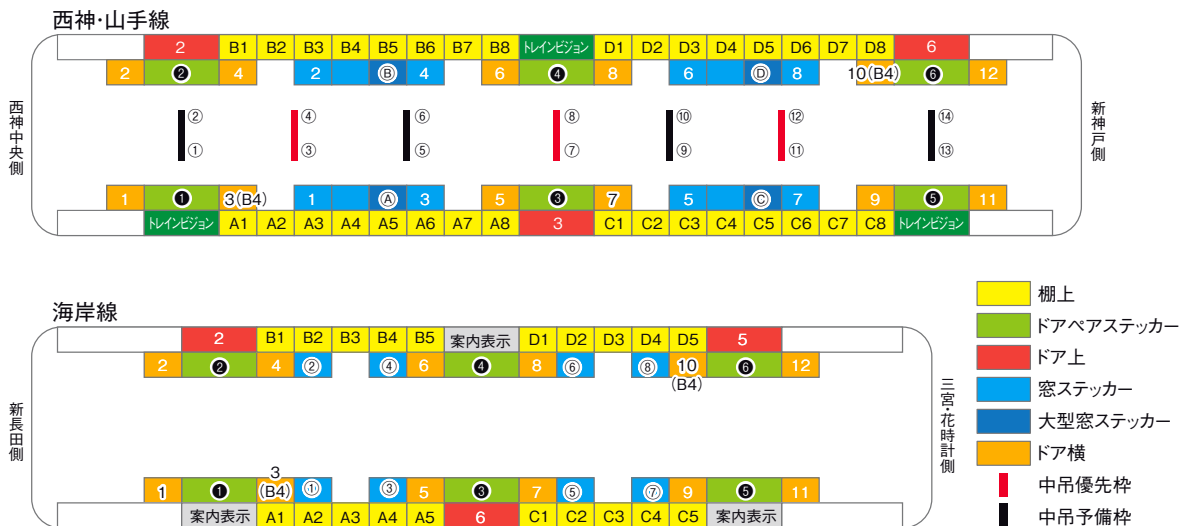 西神・山手線
2 B1 B2 B3 B4 B5 B6 B7 B8 トレインビジョン D1 D2 D3 D4 D5 D6 D7 D8 6
2 ❷ 4 2 Ⓑ 4 6 ❹ 8 6 Ⓓ 8 10(B4) ❻ 12
② ④ ⑥ ⑧ ⑩ ⑫ ⑭
西神中央側
新神戸側
① ③ ⑤ ⑦ ⑨ ⑪ ⑬
1 ❶ 3(B4) 1 Ⓐ 3 5 ❸ 7 5 Ⓒ 7 9 ❺ 11
トレインビジョン A1 A2 A3 A4 A5 A6 A7 A8 3 C1 C2 C3 C4 C5 C6 C7 C8 トレインビジョン
海岸線
2 B1 B2 B3 B4 B5 案内表示 D1 D2 D3 D4 D5 5
2 ❷ 4 ② ④ 6 ❹ 8 ⑥ ⑧ 10 ❻ 12
(B4)
新長田側
三宮・花時計側
3
1 ❶ (B4) ① ③ 5 ❸ 7 ⑤ ⑦ 9 ❺ 11
案内表示 A1 A2 A3 A4 A5 6 C1 C2 C3 C4 C5 案内表示
棚上
ドアペアステッカー
ドア上
窓ステッカー
大型窓ステッカー
ドア横
中吊優先枠
中吊予備枠